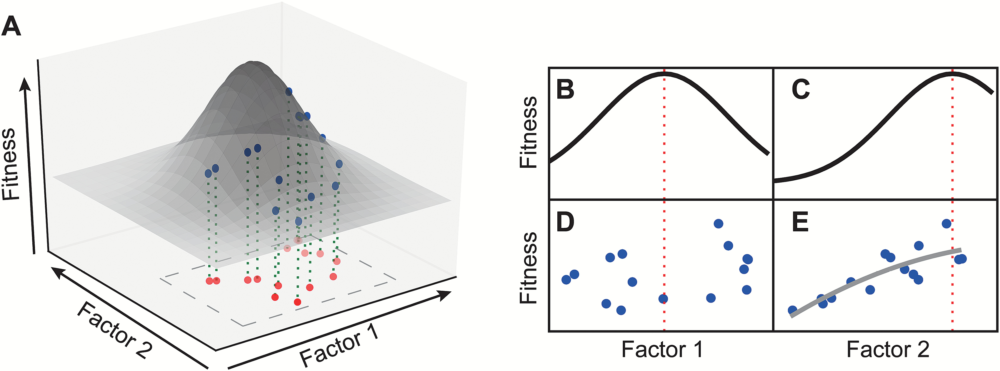 A
Fitness
Factor 2
Factor 1
B
C
Fitness
D
E
Fitness
Factor 1
Factor 2